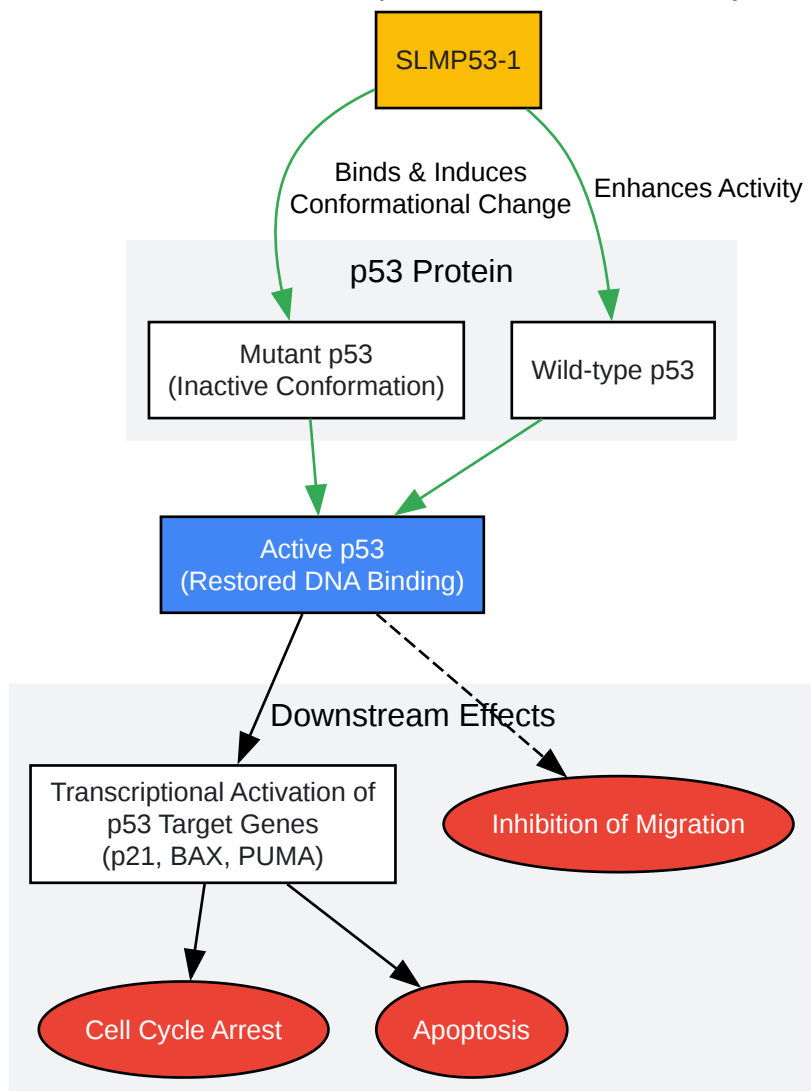 SLMP53-1
Binds & Induces
Conformational Change
Enhances Activity
p53 Protein
Mutant p53
(Inactive Conformation)
Wild-type p53
Active p53
(Restored DNA Binding)
Downstream Effects
Transcriptional Activation of
p53 Target Genes
(p21, BAX, PUMA)
Inhibition of Migration
Cell Cycle Arrest
Apoptosis